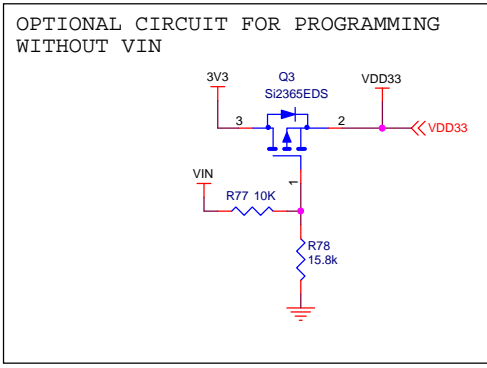 OPTIONAL CIRCUIT FOR PROGRAMMING
WITHOUT VIN
3V3
Q3
Si2365EDS
VDD33
3
2
VDD33
1
VIN
R77 10K
R78
15.8k